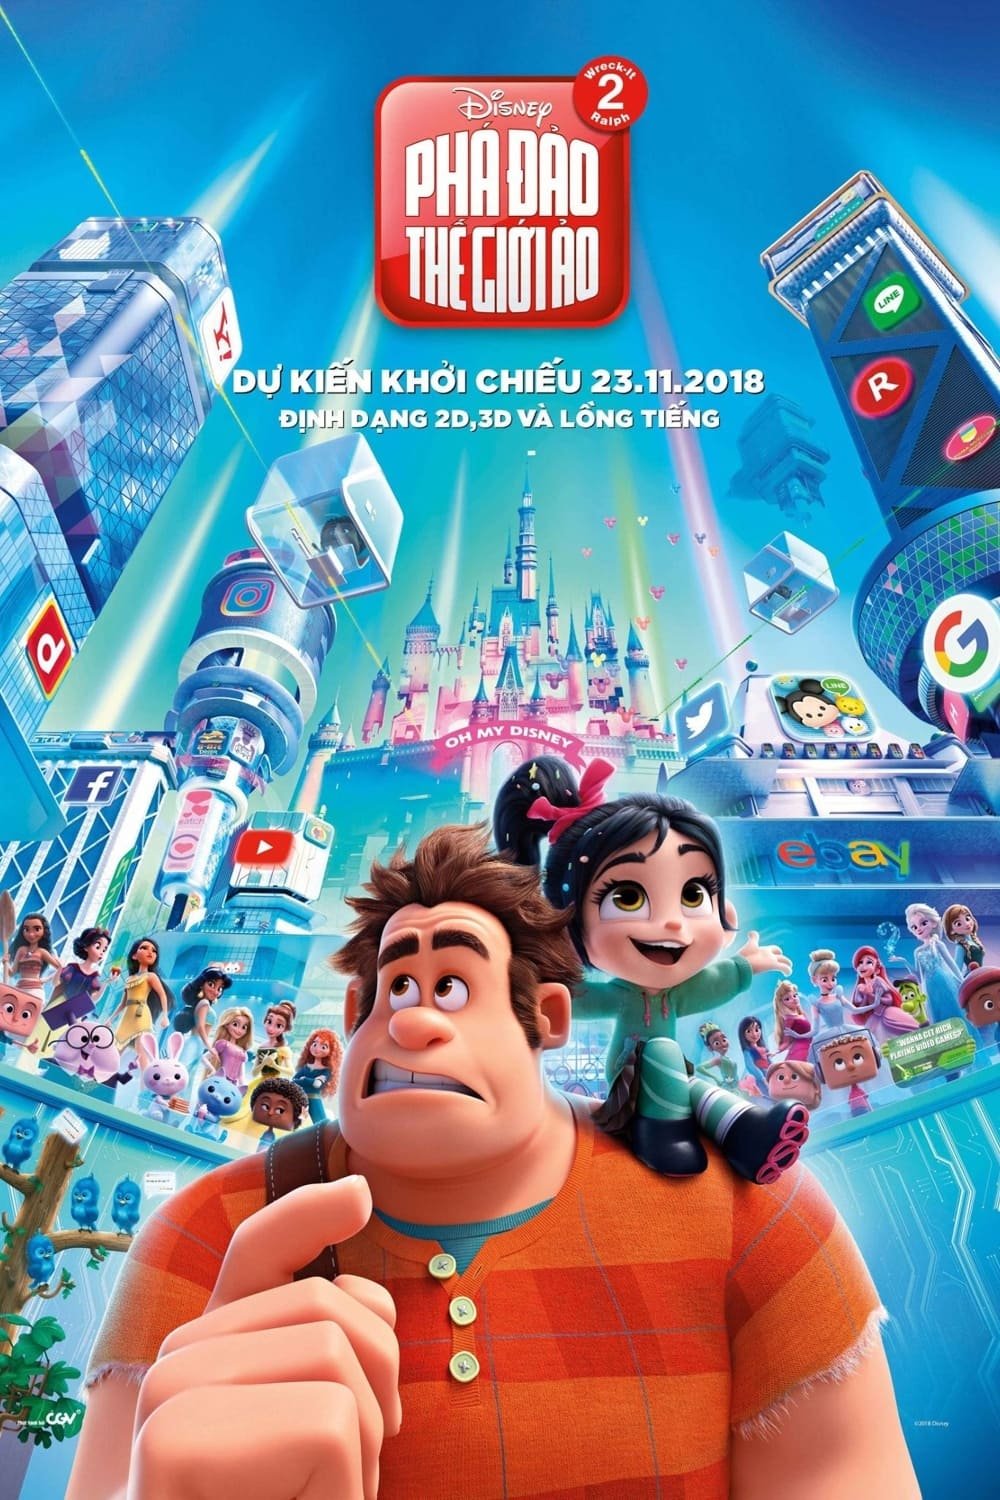 Disney
Wreck-It
2
Ralph
PHÁ ĐẢO
THẾ GIỚI ẢO
DỰ KIẾN KHỞI CHIẾU 23.11.2018
ĐỊNH DẠNG 2D,3D VÀ LỒNG TIẾNG
LINE
R
G
OH MY DISNEY
LINE
f
ebay
"WANNA GET RICH
PLAYING VIDEO GAMES?"
CGV
©2018 Disney